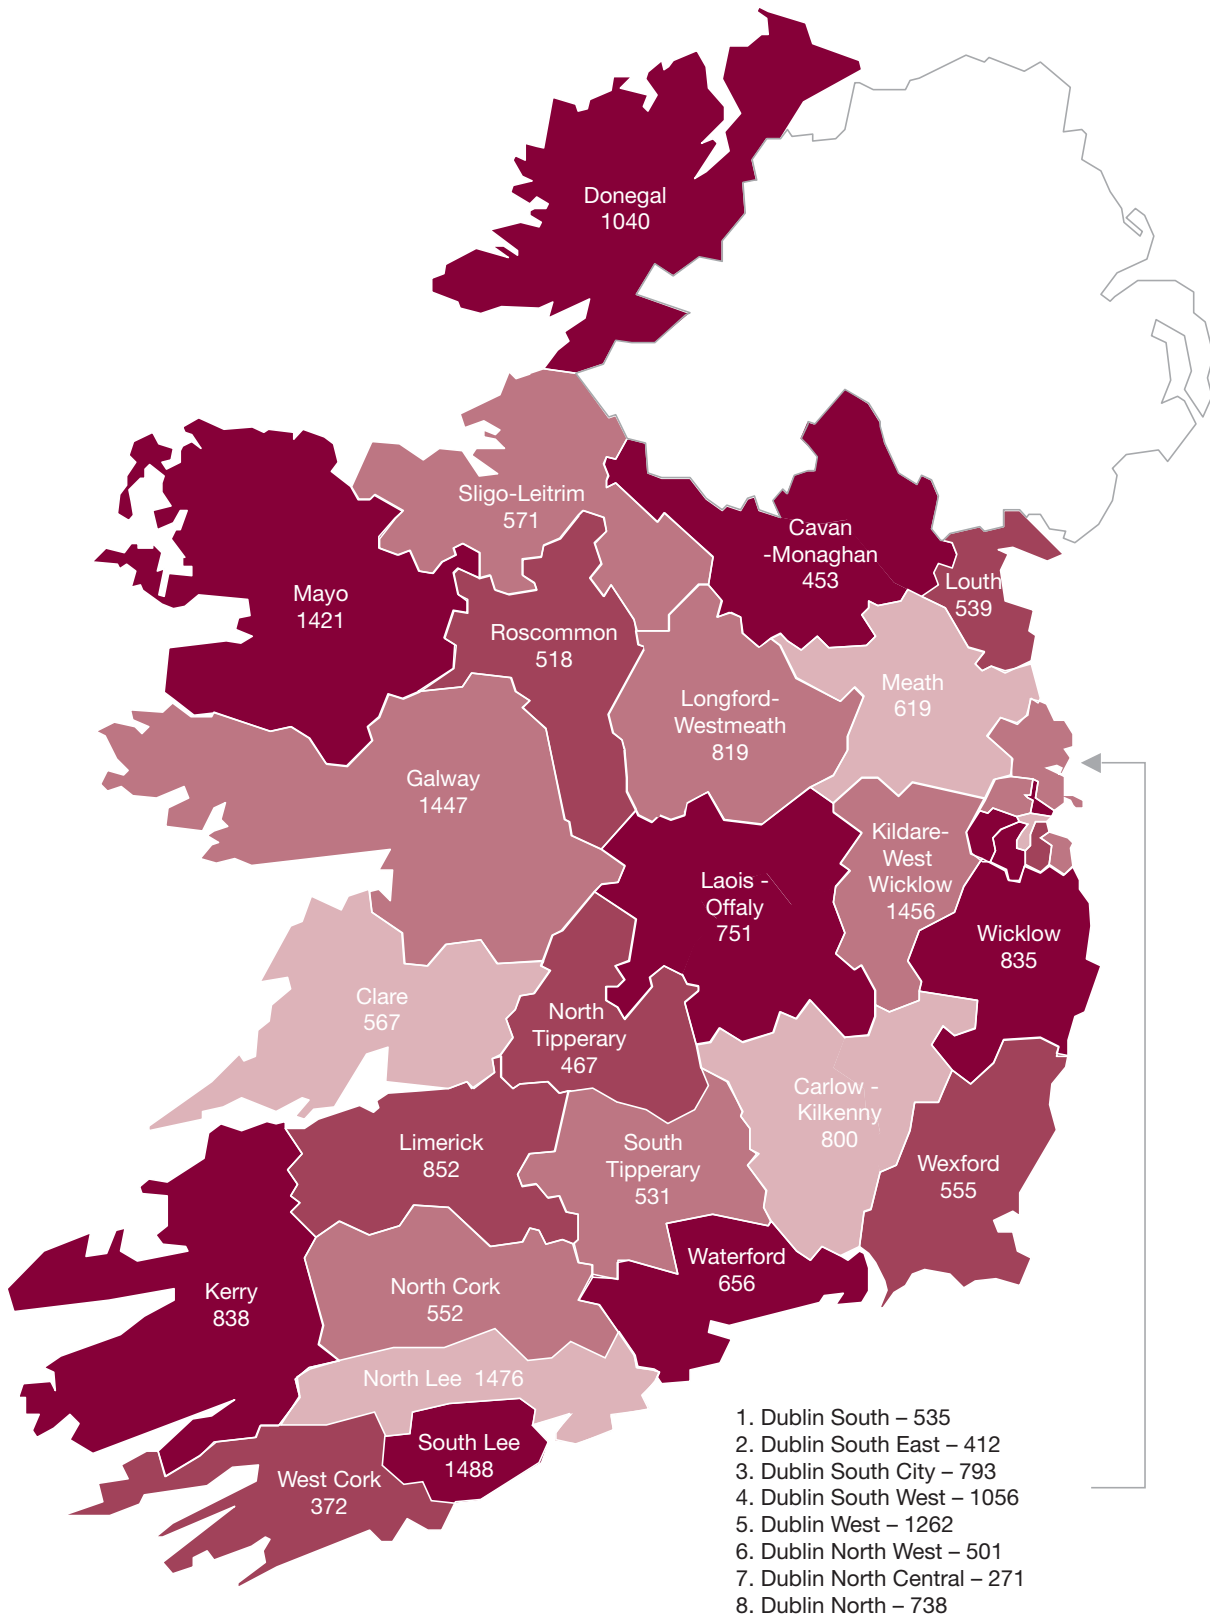 Donegal
1040
Sligo-Leitrim
571
Cavan
-Monaghan
453
Louth
539
Mayo
1421
Roscommon
518
Longford-
Westmeath
819
Meath
619
Galway
1447
Kildare-
West
Wicklow
1456
Laois -
Offaly
751
Wicklow
835
Clare
567
North
Tipperary
467
Carlow -
Kilkenny
800
Limerick
852
South
Tipperary
531
Wexford
555
Waterford
656
Kerry
838
North Cork
552
North Lee 1476
South Lee
1488
West Cork
372
1. Dublin South – 535
2. Dublin South East – 412
3. Dublin South City – 793
4. Dublin South West – 1056
5. Dublin West – 1262
6. Dublin North West – 501
7. Dublin North Central – 271
8. Dublin North – 738